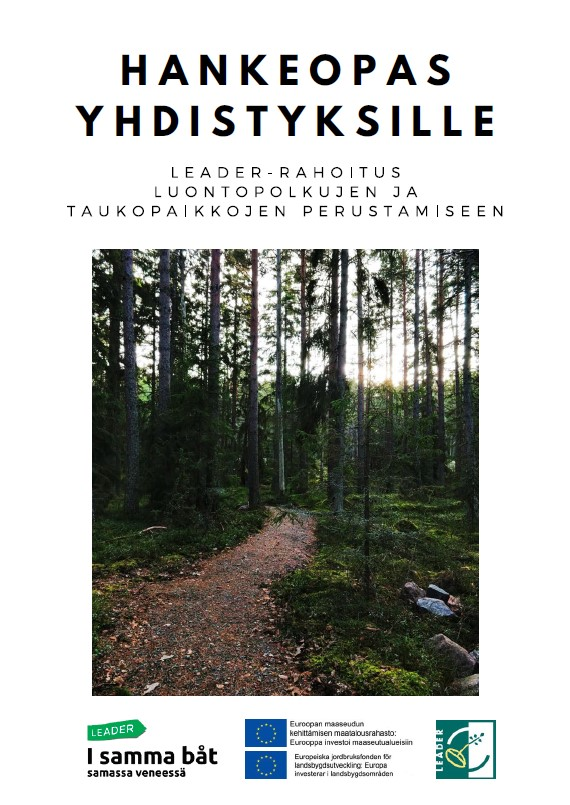 HANKEOPAS
YHDISTYKSILLE
LEADER-RAHOITUS
LUONTOPOLKUJEN JA
TAUKOPAIKKOJEN PERUSTAMISEEN
LEADER
I samma båt
samassa veneessä
Euroopan maaseudun
kehittämisen maatalousrahasto:
Eurooppa investoi maaseutualueisiin
Europeiska jordbruksfonden för
landsbygdsutveckling: Europa
investerar i landsbygdsområden
LEADER